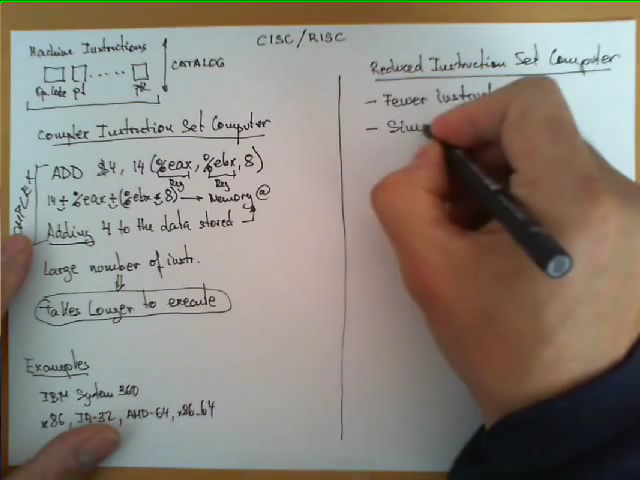 CISC/RISC
Machine Instructions
CATALOG
Op. Code P1 ......
Complex Instruction Set Computer
ADD $4, 14 (%eax, %ebx, 8)
Reg Reg
14 + %eax + (%ebx * 8) → Memory @
Adding 4 to the data stored
Large number of instr.
Takes Longer to execute
Examples
IBM System 360
x86, IA-32, AMD-64, x86-64
Reduced Instruction Set Computer
- Fewer instruct
- Sim